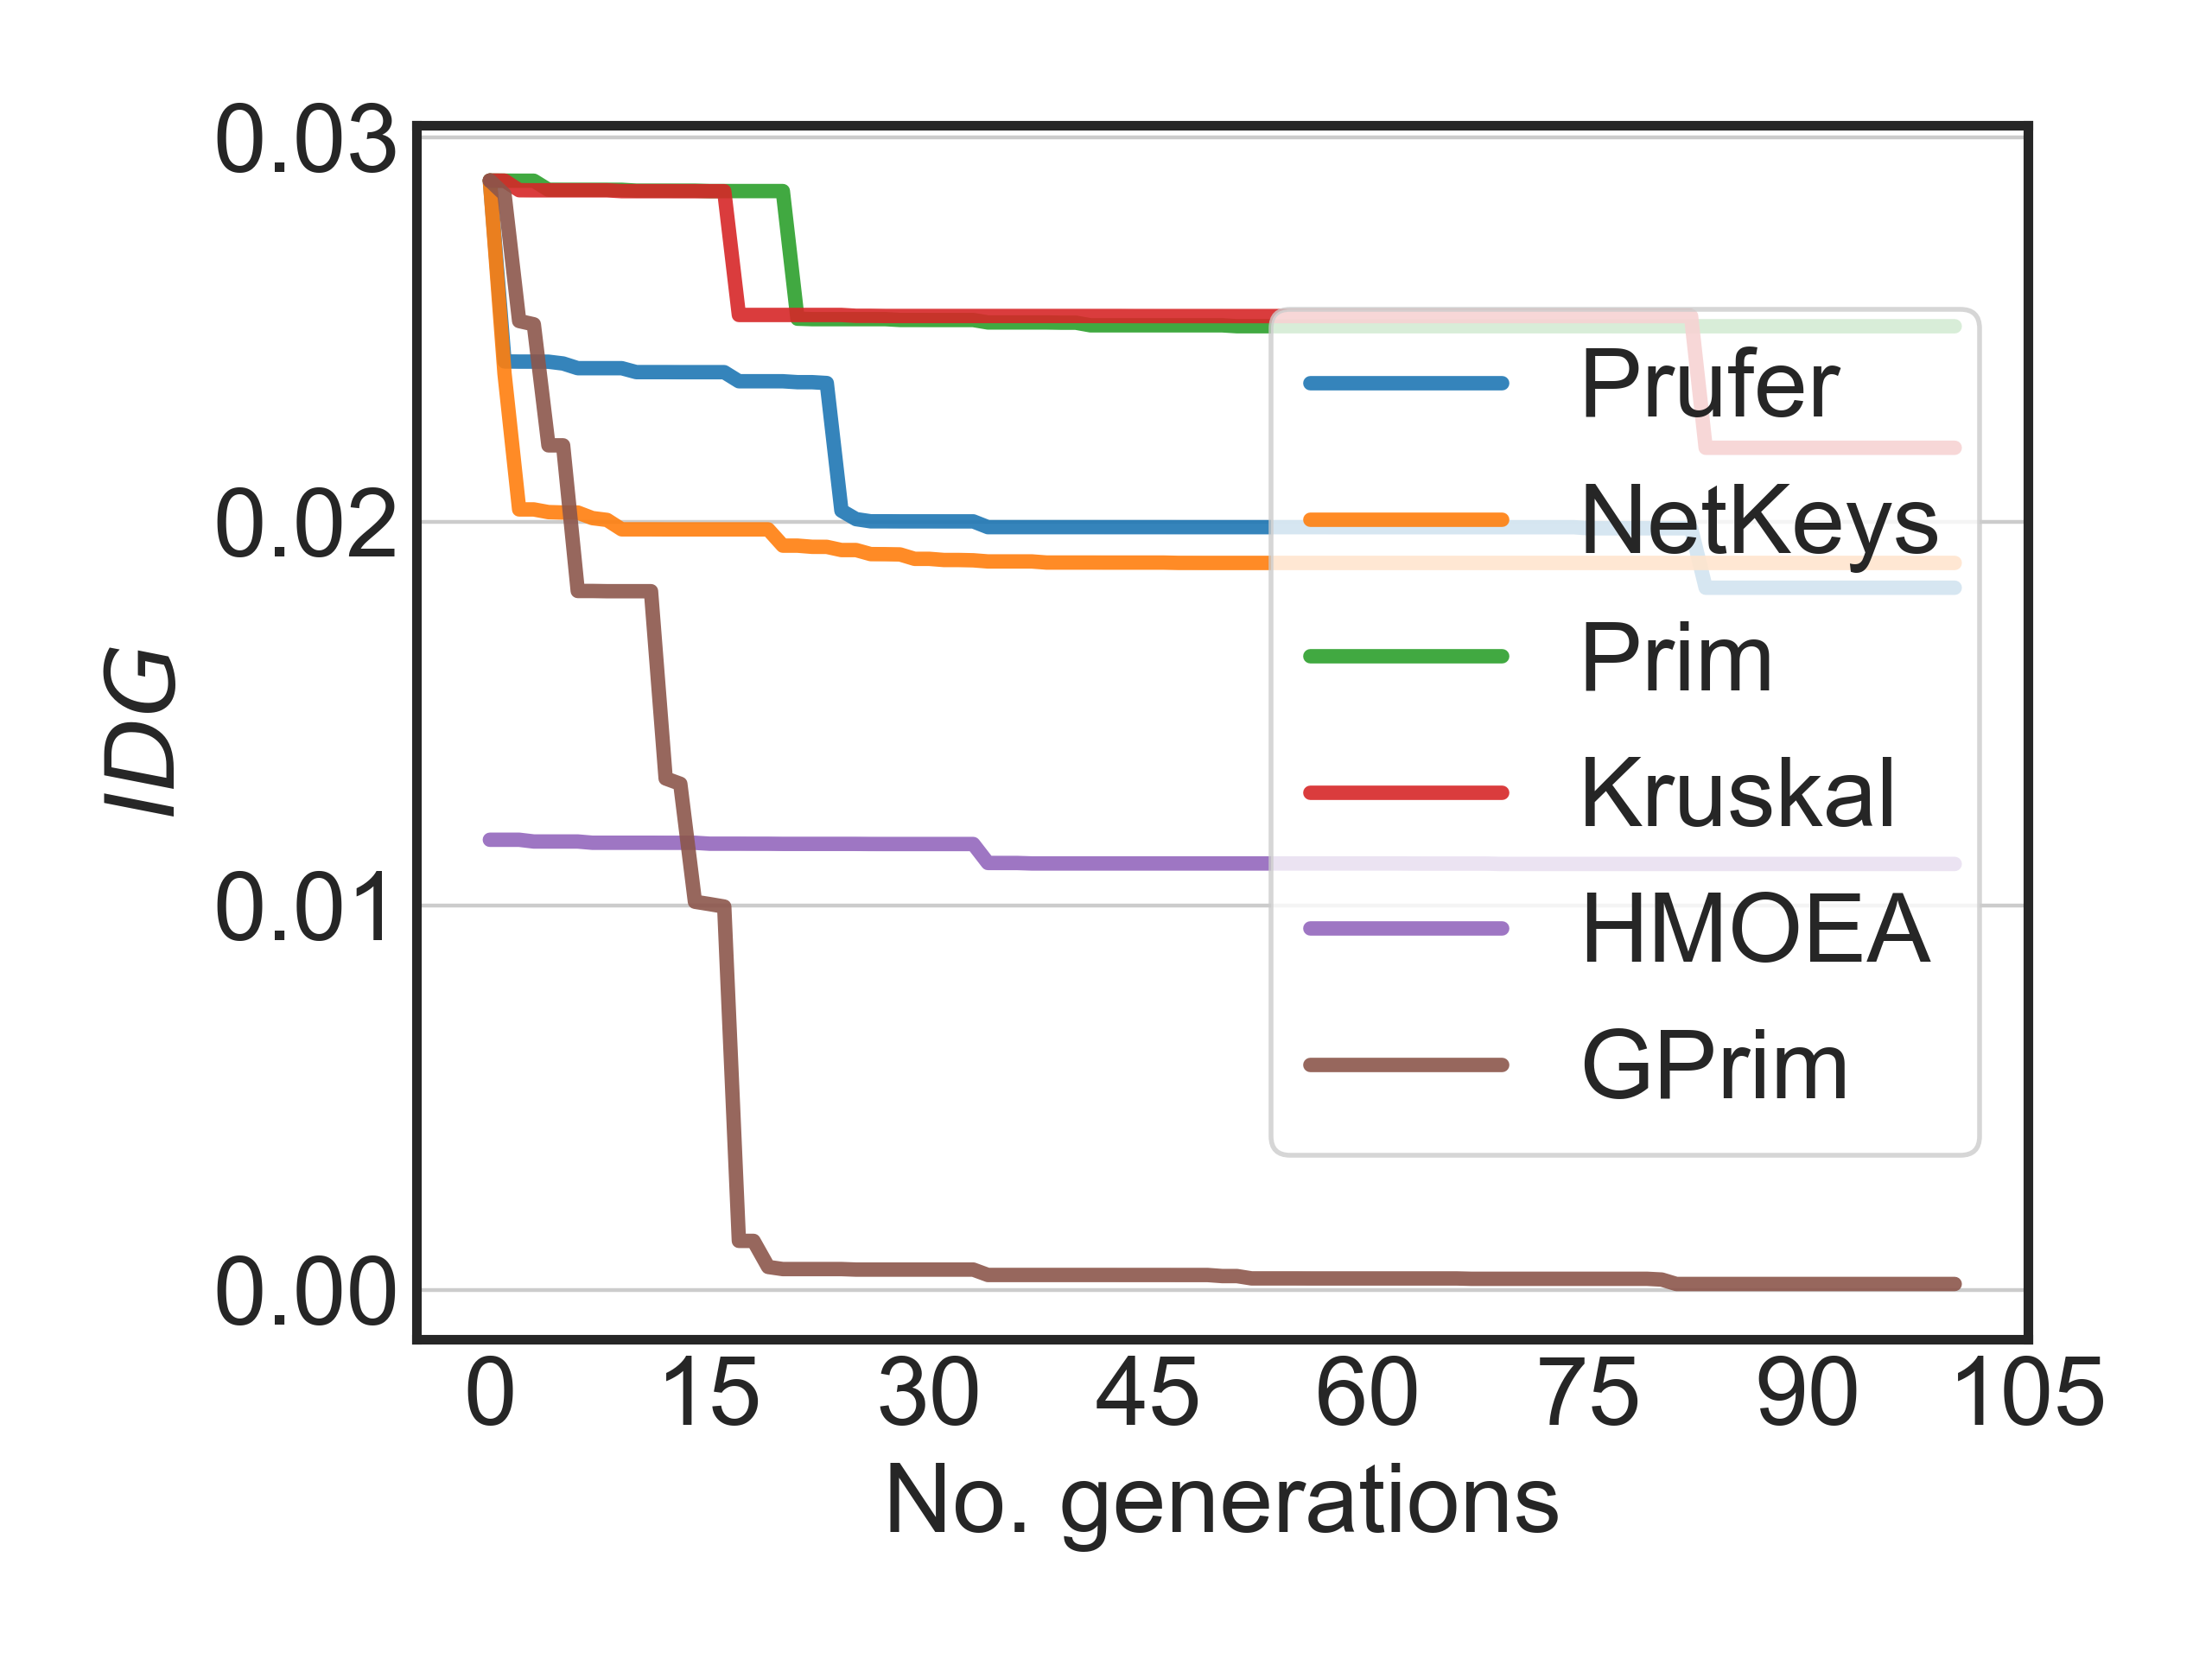 0.03
0.02
0.01
0.00
IDG
0 15 30 45 60 75 90 105
No. generations
Prufer
NetKeys
Prim
Kruskal
HMOEA
GPrim